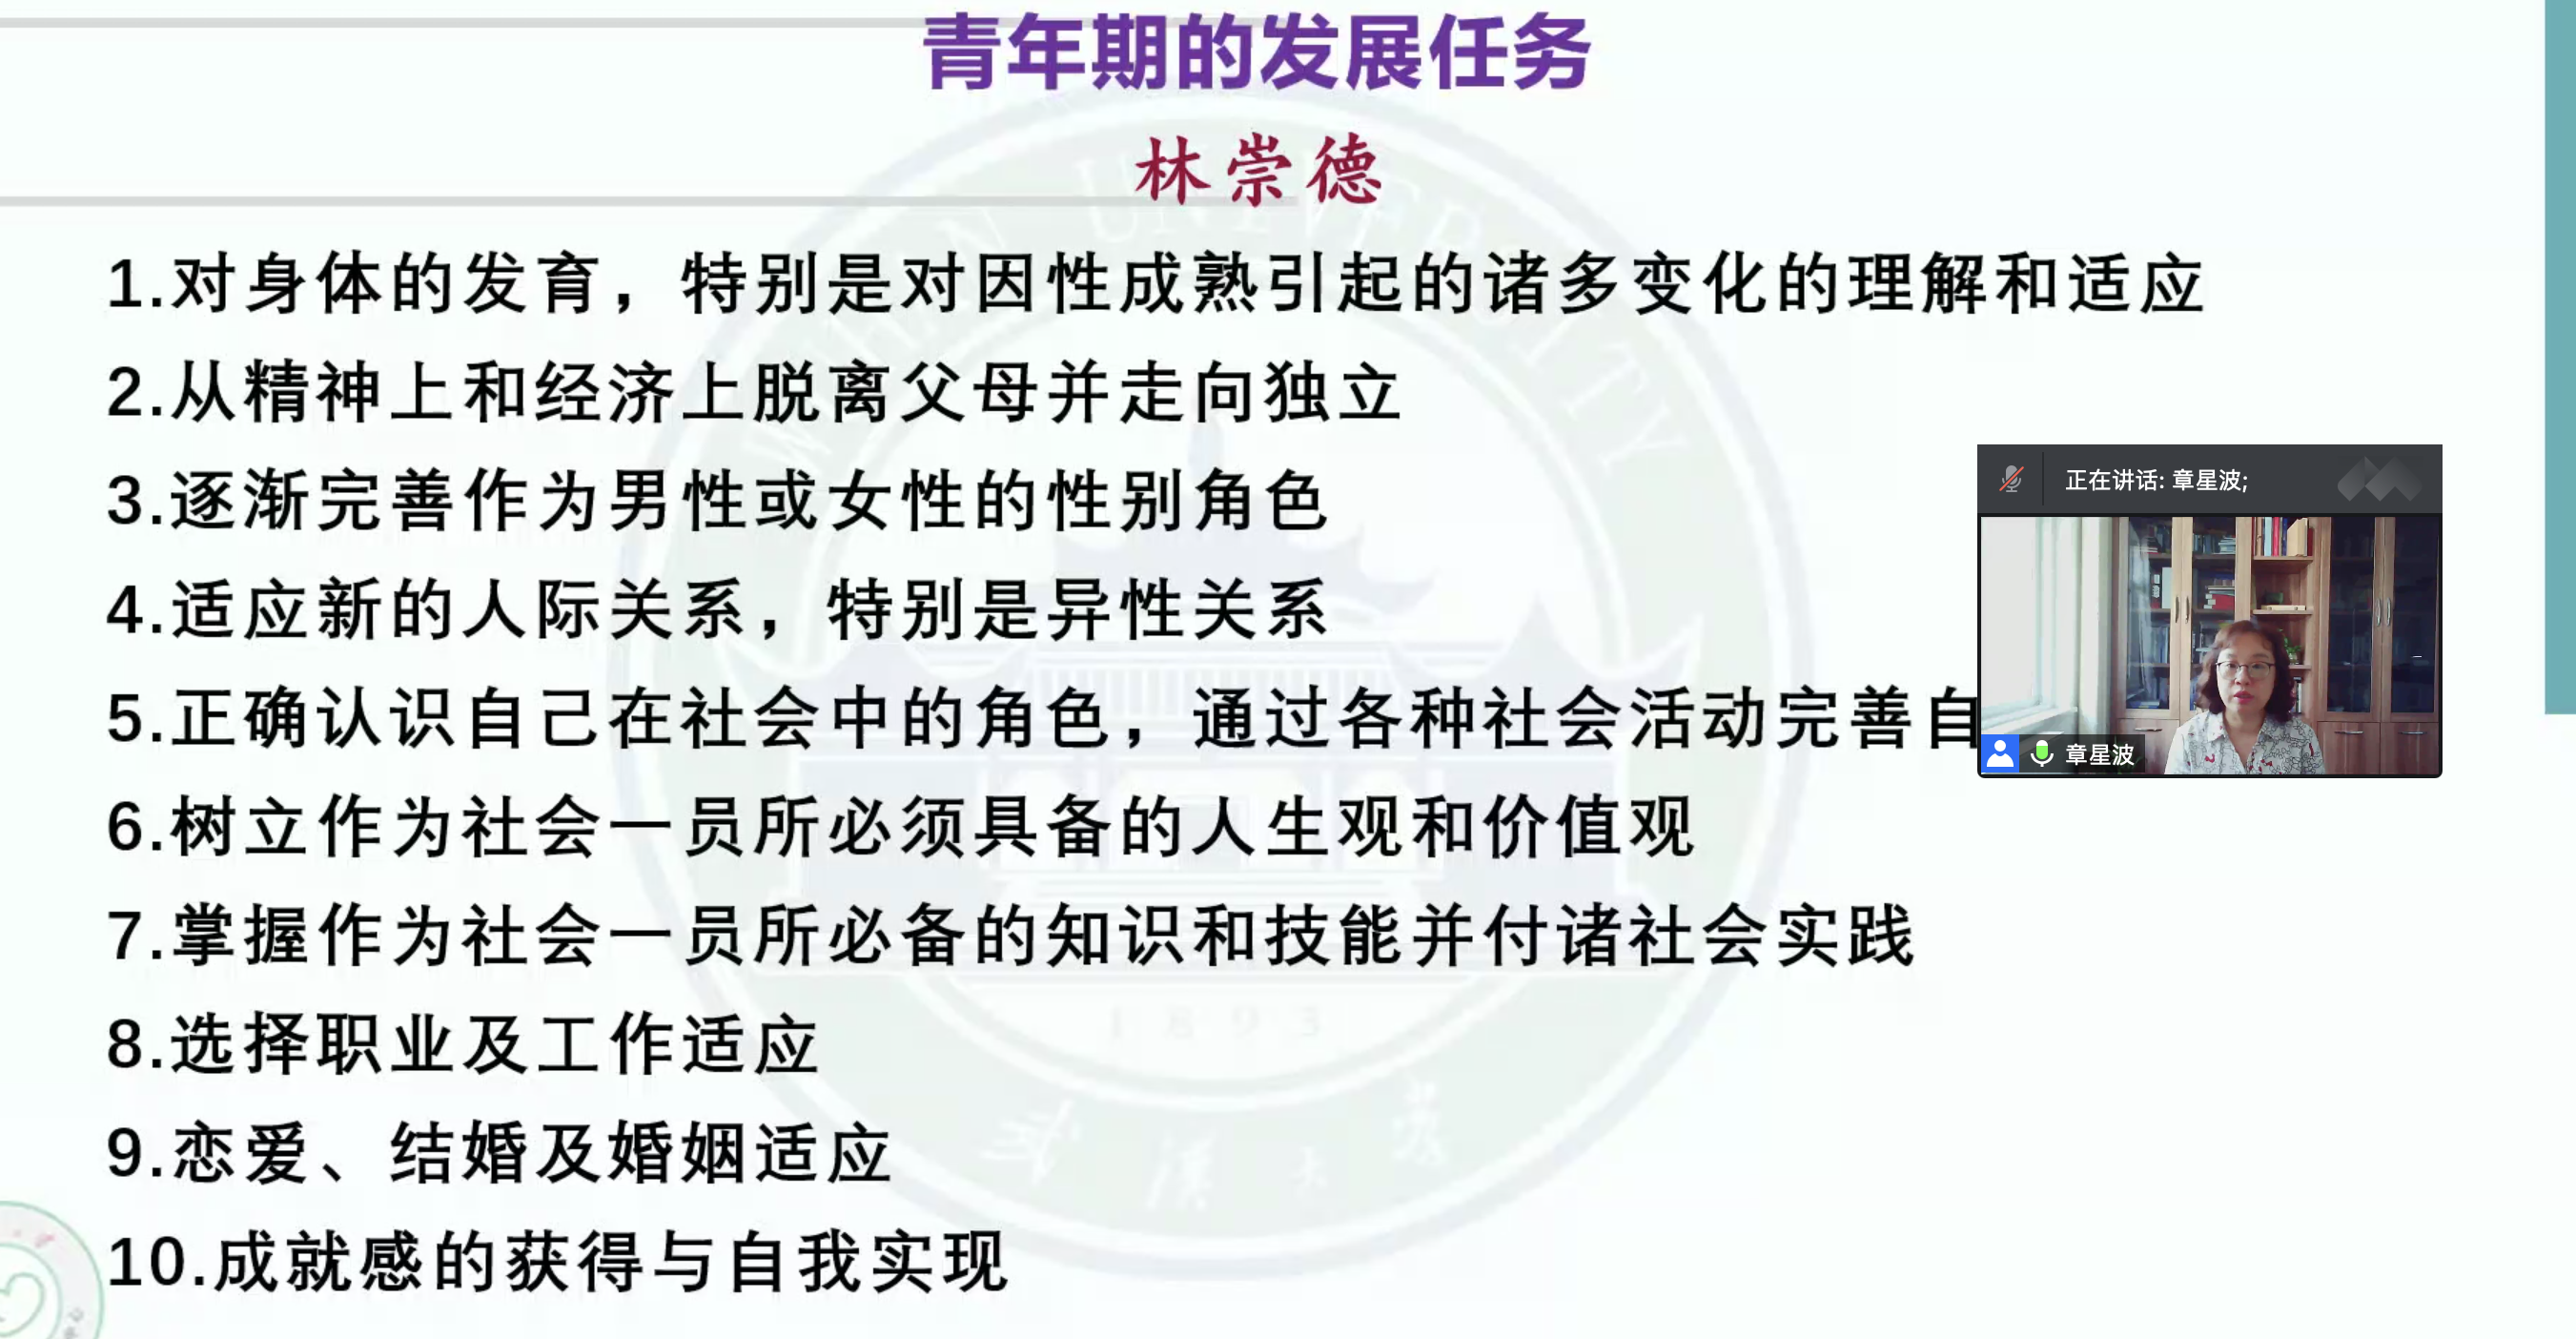 青年期的发展任务
林崇德
1.对身体的发育，特别是对因性成熟引起的诸多变化的理解和适应
2.从精神上和经济上脱离父母并走向独立
3.逐渐完善作为男性或女性的性别角色
4.适应新的人际关系，特别是异性关系
5.正确认识自己在社会中的角色，通过各种社会活动完善自
6.树立作为社会一员所必须具备的人生观和价值观
7.掌握作为社会一员所必备的知识和技能并付诸社会实践
8.选择职业及工作适应
9.恋爱、结婚及婚姻适应
10.成就感的获得与自我实现
正在讲话: 章星波;
章星波
WUHAN UNIVERSITY
1893
武汉大学